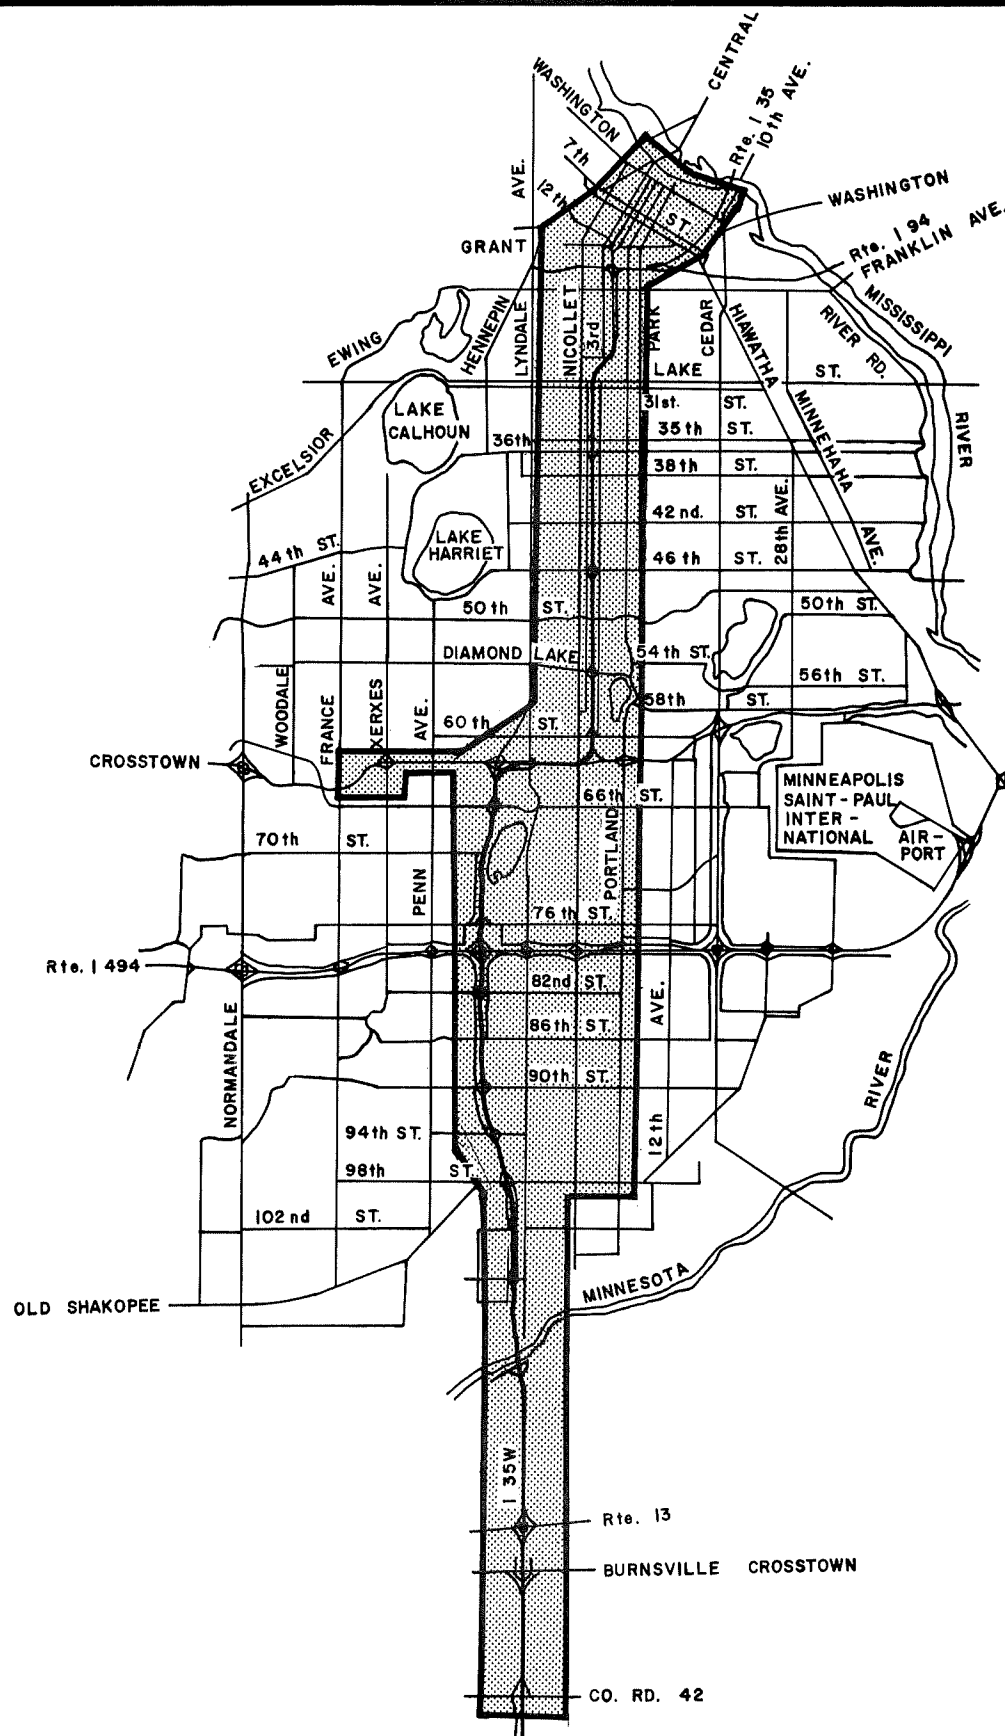 CENTRAL
WASHINGTON
Rte. I 35
10th AVE.
7th
AVE.
12th
ST
WASHINGTON
GRANT
Rte. I 94
FRANKLIN AVE.
MISSISSIPPI
RIVER
EWING
HENNEPIN
LYNDALE
NICOLLET
3rd
PARK
CEDAR
HIAWATHA
RIVER RD.
LAKE ST.
LAKE
CALHOUN
31st. ST.
MINNEHAHA
AVE.
36th
35th ST.
EXCELSIOR
38th ST.
28th AVE.
42nd. ST.
LAKE
HARRIET
44th ST.
46th ST.
AVE.
AVE.
50th ST.
50th ST.
DIAMOND LAKE
54th ST.
56th ST.
WOODALE
FRANCE
XERXES
AVE.
58th ST.
60th ST.
CROSSTOWN
MINNEAPOLIS
SAINT-PAUL
INTER-
NATIONAL
AIR-
PORT
66th ST.
70th ST.
PENN
PORTLAND
76th ST.
Rte. I 494
82nd ST.
AVE.
NORMANDALE
86th ST.
RIVER
90th ST.
94th ST.
12th
98th ST.
102nd ST.
MINNESOTA
OLD SHAKOPEE
I 35W
Rte. 13
BURNSVILLE CROSSTOWN
CO. RD. 42